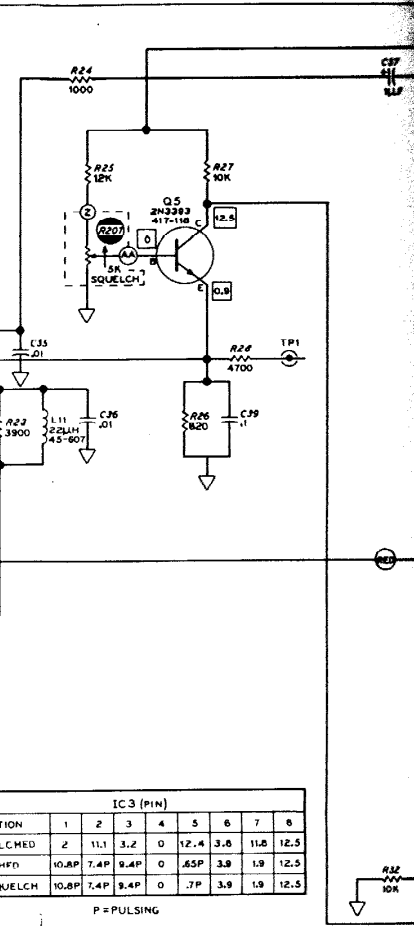 R24
1000
C37
R25
12K
R27
10K
Q5
2N3393
417-118
C
12.5
Z
R207
0
AA
B
5K
SQUELCH
E
0.9
C35
.01
R28
4700
TP1
R23
3900
L11
22µH
45-607
C36
.01
R26
820
C39
.1
RED
IC3 (PIN)
TION 1 2 3 4 5 6 7 8
LCHED 2 11.1 3.2 0 12.4 3.8 11.8 12.5
HED 10.8P 7.4P 9.4P 0 .65P 3.9 1.9 12.5
UELCH 10.8P 7.4P 9.4P 0 .7P 3.9 1.9 12.5
P = PULSING
R32
10K